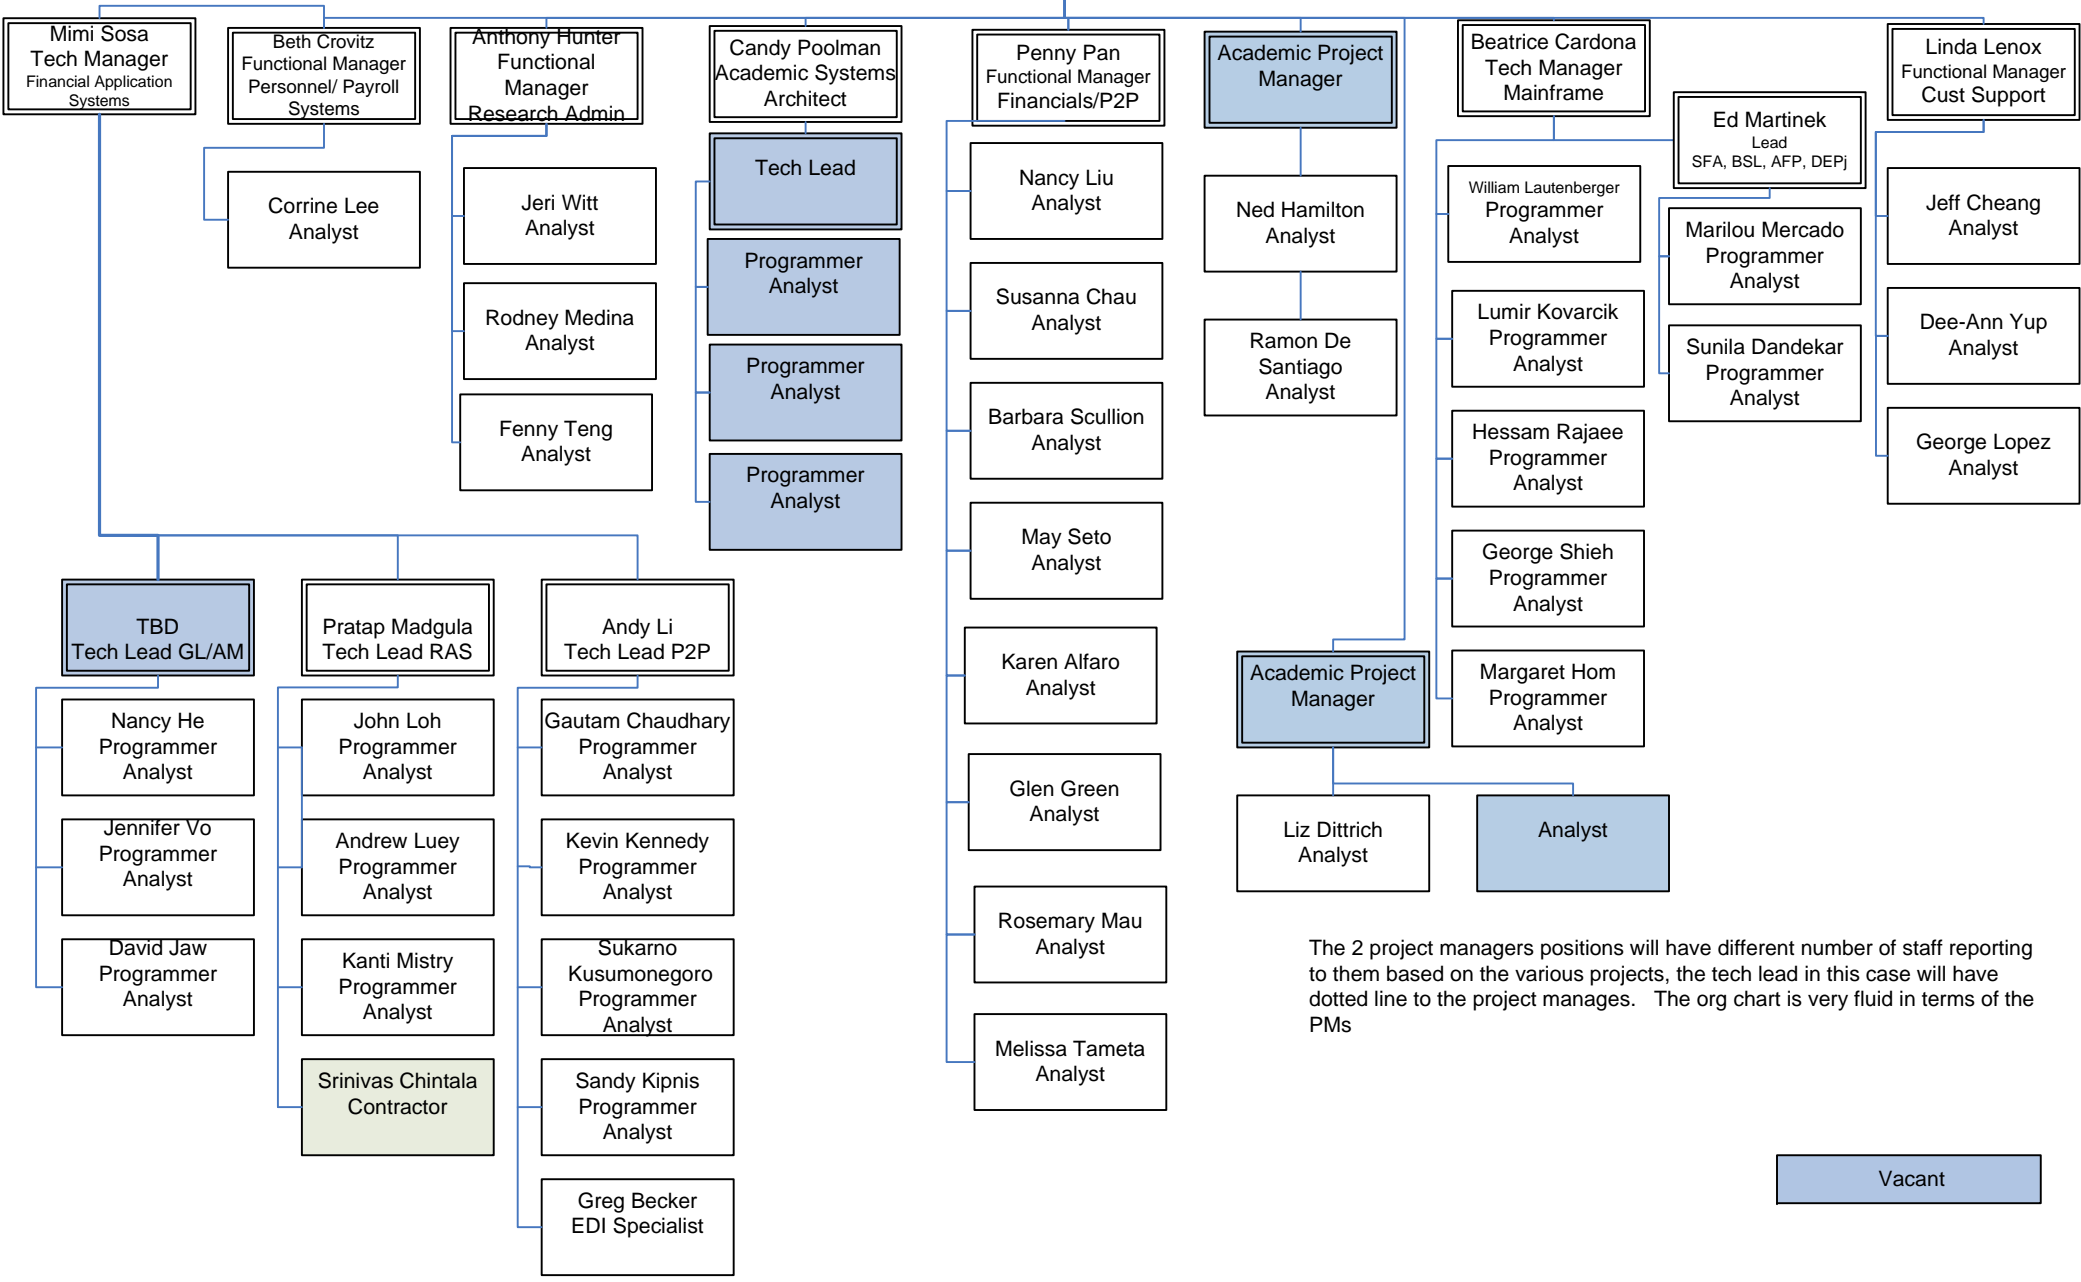 Mimi Sosa
Tech Manager
Financial Application
Systems
Beth Crovitz
Functional Manager
Personnel/ Payroll
Systems
Anthony Hunter
Functional
Manager
Research Admin
Candy Poolman
Academic Systems
Architect
Penny Pan
Functional Manager
Financials/P2P
Academic Project
Manager
Beatrice Cardona
Tech Manager
Mainframe
Linda Lenox
Functional Manager
Cust Support
Ed Martinek
Lead
SFA, BSL, AFP, DEPj
Corrine Lee
Analyst
Jeri Witt
Analyst
Rodney Medina
Analyst
Fenny Teng
Analyst
Tech Lead
Programmer
Analyst
Programmer
Analyst
Programmer
Analyst
Nancy Liu
Analyst
Susanna Chau
Analyst
Barbara Scullion
Analyst
May Seto
Analyst
Karen Alfaro
Analyst
Glen Green
Analyst
Rosemary Mau
Analyst
Melissa Tameta
Analyst
Ned Hamilton
Analyst
Ramon De
Santiago
Analyst
William Lautenberger
Programmer
Analyst
Lumir Kovarcik
Programmer
Analyst
Hessam Rajaee
Programmer
Analyst
George Shieh
Programmer
Analyst
Margaret Hom
Programmer
Analyst
Marilou Mercado
Programmer
Analyst
Sunila Dandekar
Programmer
Analyst
Jeff Cheang
Analyst
Dee-Ann Yup
Analyst
George Lopez
Analyst
TBD
Tech Lead GL/AM
Pratap Madgula
Tech Lead RAS
Andy Li
Tech Lead P2P
Nancy He
Programmer
Analyst
Jennifer Vo
Programmer
Analyst
David Jaw
Programmer
Analyst
John Loh
Programmer
Analyst
Andrew Luey
Programmer
Analyst
Kanti Mistry
Programmer
Analyst
Srinivas Chintala
Contractor
Gautam Chaudhary
Programmer
Analyst
Kevin Kennedy
Programmer
Analyst
Sukarno
Kusumonegoro
Programmer
Analyst
Sandy Kipnis
Programmer
Analyst
Greg Becker
EDI Specialist
Academic Project
Manager
Liz Dittrich
Analyst
Analyst
The 2 project managers positions will have different number of staff reporting
to them based on the various projects, the tech lead in this case will have
dotted line to the project manages.   The org chart is very fluid in terms of the
PMs
Vacant